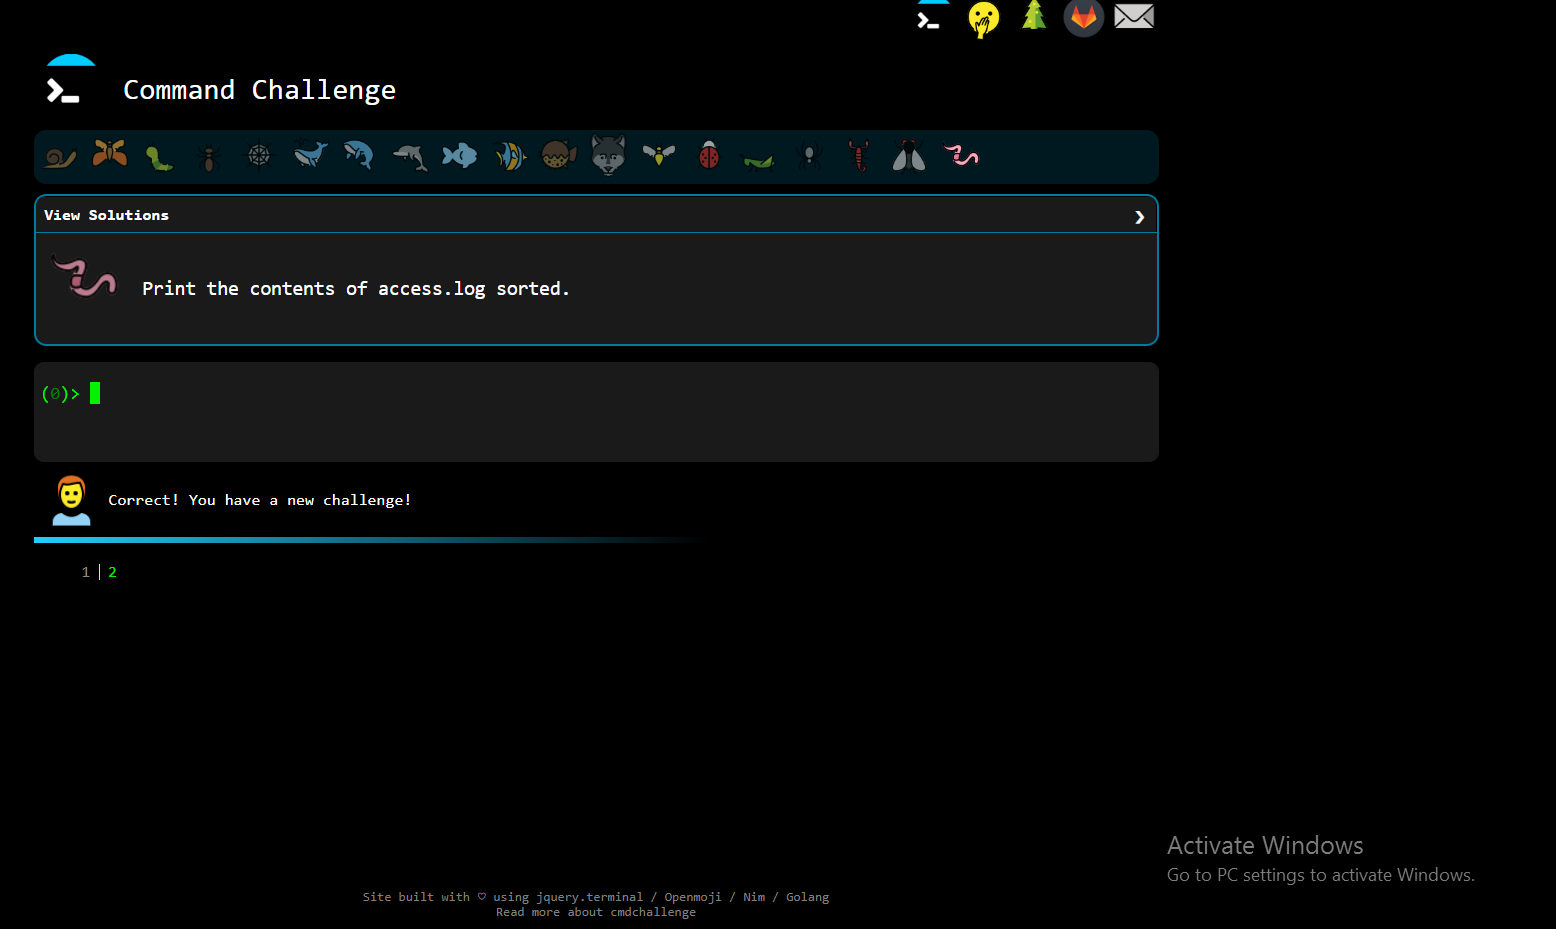 Command Challenge
View Solutions
Print the contents of access.log sorted.
(0)>
Correct! You have a new challenge!
1 | 2
Activate Windows
Go to PC settings to activate Windows.
Site built with ♡ using jquery.terminal / Openmoji / Nim / Golang
Read more about cmdchallenge